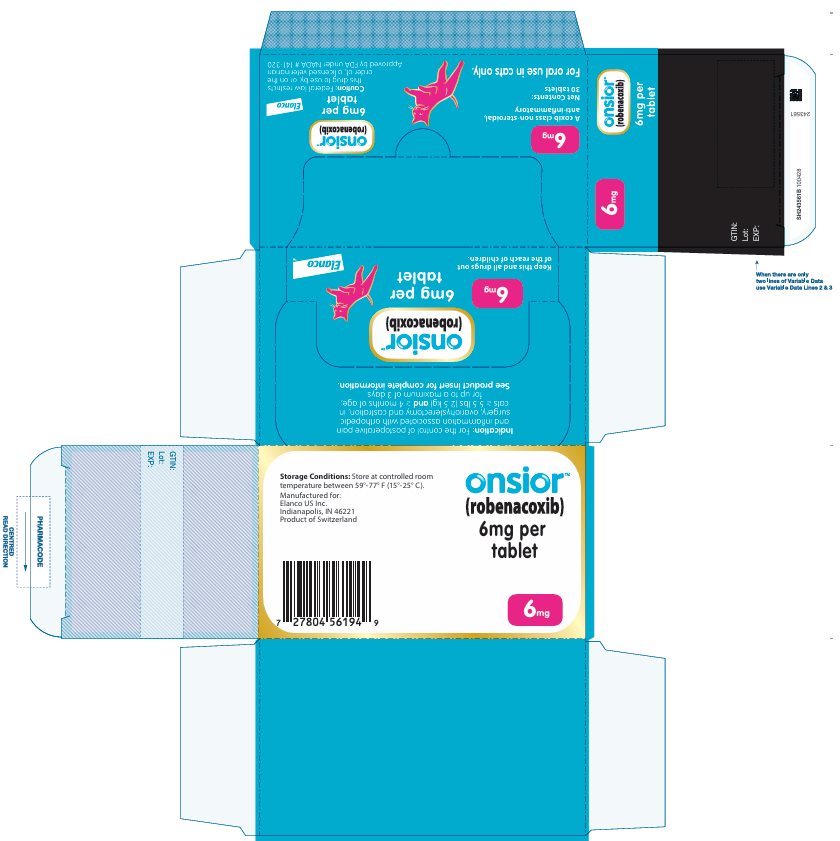 Approved by FDA under NADA # 141-320
Caution: Federal law restricts
this drug to use by or on the
order of, a licensed veterinarian
Elanco
6mg per
tablet
onsior™
(robenacoxib)
For oral use in cats only.
Net Contents:
30 tablets
A coxib class non-steroidal,
anti-inflammatory
6mg
onsior
(robenacoxib)
6mg per
tablet
6mg
GTIN:
Lot:
EXP:
243561
SH243561B 100428
When there are only
two lines of Variable Data
use Variable Data Lines 2 & 3
Elanco
6mg per
tablet
onsior™
(robenacoxib)
Keep this and all drugs out
of the reach of children.
6mg
Indication: For the control of postoperative pain
and inflammation associated with orthopedic
surgery, ovariohysterectomy and castration, in
cats ≥ 5.5 lbs (2.5 kg) and ≥ 4 months of age;
for up to a maximum of 3 days
See product insert for complete information.
GTIN:
Lot:
EXP:
PHARMACODE
CENTRED
READ DIRECTION
Storage Conditions: Store at controlled room
temperature between 59°-77° F (15°-25° C).
Manufactured for:
Elanco US Inc.
Indianapolis, IN 46221
Product of Switzerland
7 27804 56194 9
onsior™
(robenacoxib)
6mg per
tablet
6mg